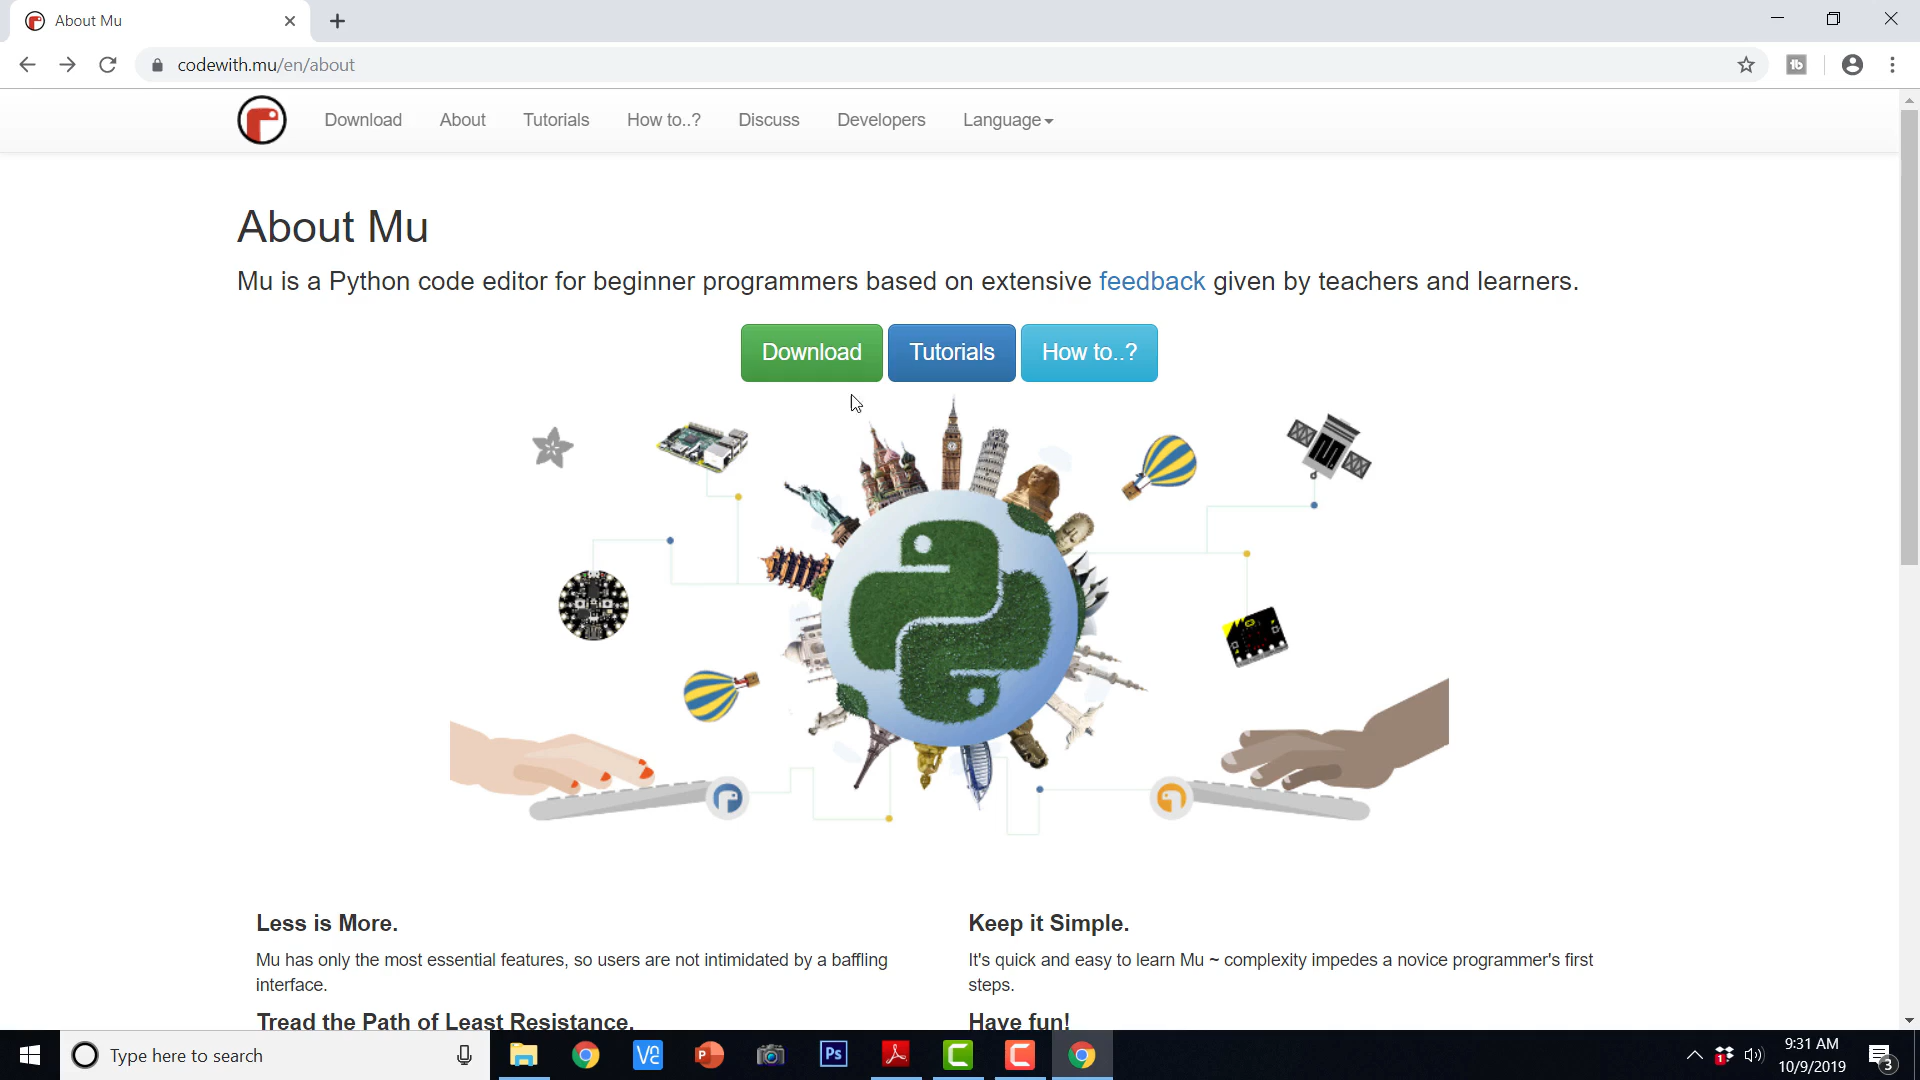 About Mu
codewith.mu/en/about
Download About Tutorials How to..? Discuss Developers Language
About Mu
Mu is a Python code editor for beginner programmers based on extensive feedback given by teachers and learners.
Download Tutorials How to..?
Less is More.
Mu has only the most essential features, so users are not intimidated by a baffling
interface.
Tread the Path of Least Resistance.
Keep it Simple.
It's quick and easy to learn Mu ~ complexity impedes a novice programmer's first
steps.
Have fun!
Type here to search
Ps
9:31 AM
10/9/2019
3